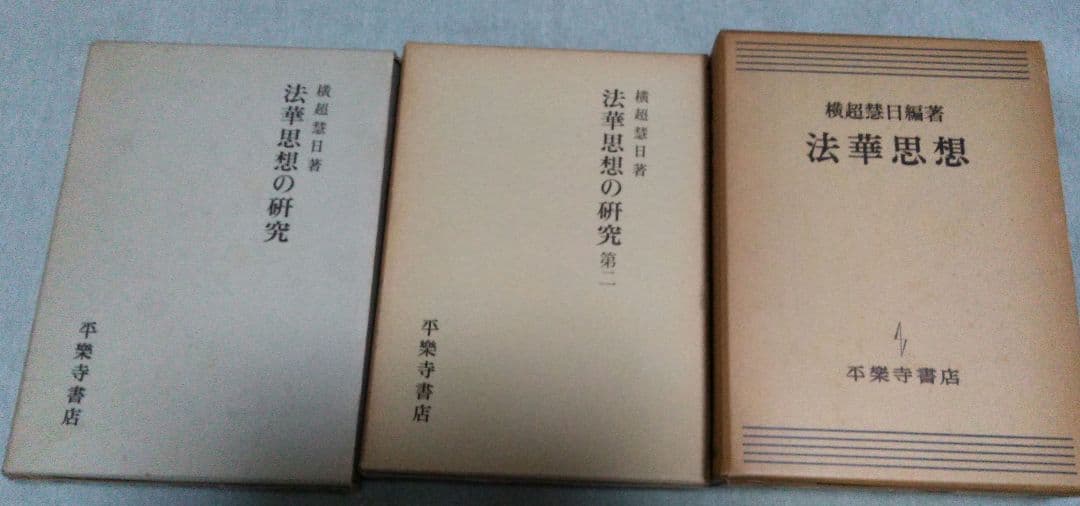 横超慧日著
法華思想の研究
平樂寺書店
横超慧日著
法華思想の研究 第二
平樂寺書店
横超慧日編著
法華思想
平樂寺書店